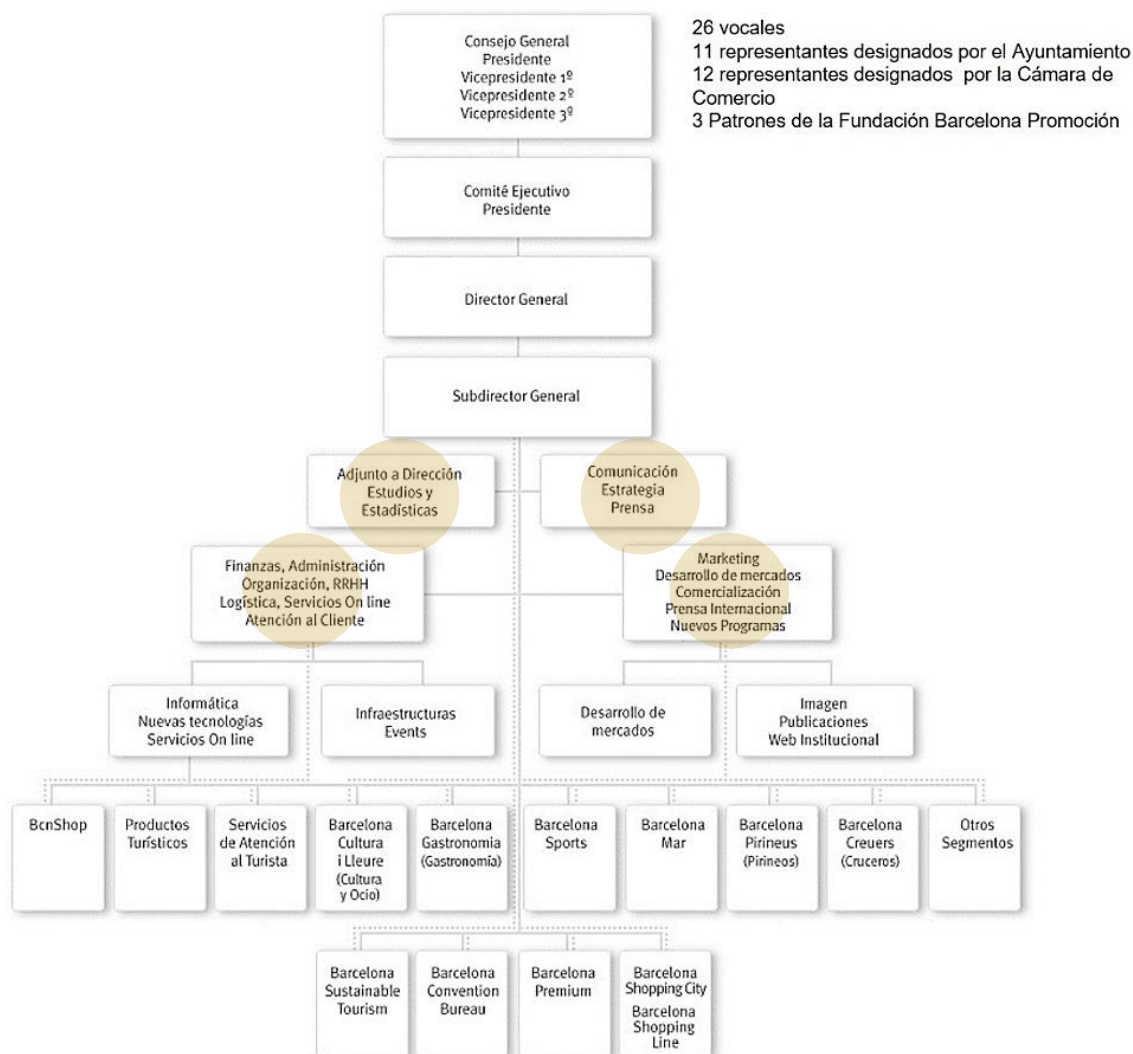 26 vocales
11 representantes designados por el Ayuntamiento
12 representantes designados por la Cámara de
Comercio
3 Patrones de la Fundación Barcelona Promoción
Consejo General
Presidente
Vicepresidente 1º
Vicepresidente 2º
Vicepresidente 3º
Comité Ejecutivo
Presidente
Director General
Subdirector General
Adjunto a Dirección
Estudios y
Estadísticas
Comunicación
Estrategia
Prensa
Finanzas, Administración
Organización, RRHH
Logística, Servicios On line
Atención al Cliente
Marketing
Desarrollo de mercados
Comercialización
Prensa Internacional
Nuevos Programas
Informática
Nuevas tecnologías
Servicios On line
Infraestructuras
Events
Desarrollo de
mercados
Imagen
Publicaciones
Web Institucional
BcnShop
Productos
Turísticos
Servicios
de Atención
al Turista
Barcelona
Cultura
i Lleure
(Cultura
y Ocio)
Barcelona
Gastronomia
(Gastronomía)
Barcelona
Sports
Barcelona
Mar
Barcelona
Pirineus
(Pirineos)
Barcelona
Creuers
(Cruceros)
Otros
Segmentos
Barcelona
Sustainable
Tourism
Barcelona
Convention
Bureau
Barcelona
Premium
Barcelona
Shopping City
Barcelona
Shopping
Line